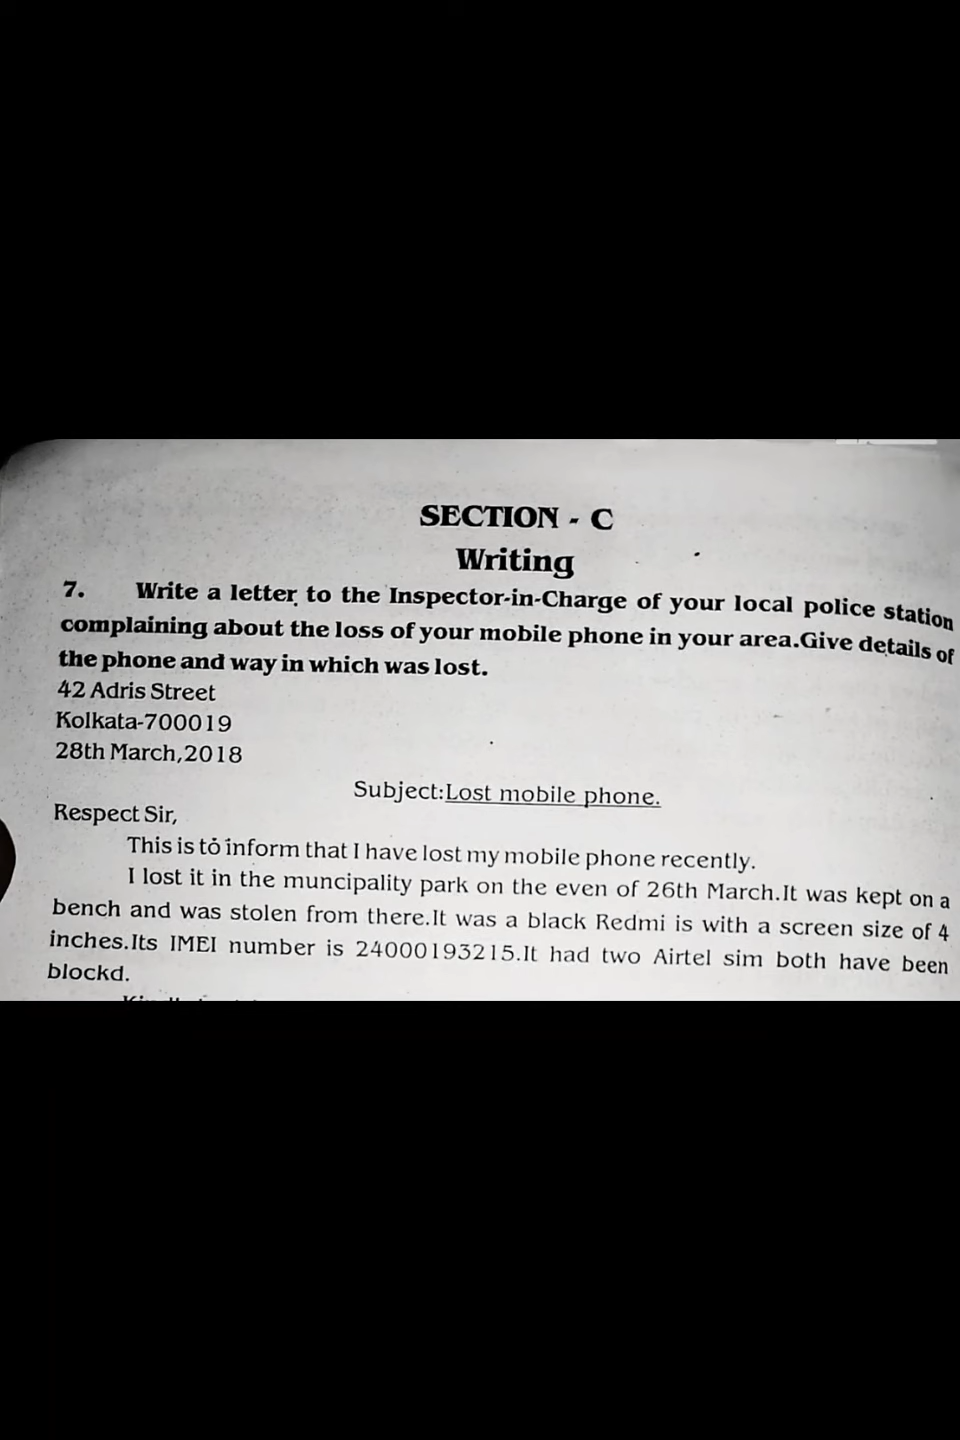 SECTION - C
Writing
7. Write a letter to the Inspector-in-Charge of your local police station
complaining about the loss of your mobile phone in your area.Give details of
the phone and way in which was lost.
42 Adris Street
Kolkata-700019
28th March,2018
Subject:Lost mobile phone.
Respect Sir,
This is to inform that I have lost my mobile phone recently.
I lost it in the muncipality park on the even of 26th March.It was kept on a
bench and was stolen from there.It was a black Redmi is with a screen size of 4
inches.Its IMEI number is 24000193215.It had two Airtel sim both have been
blockd.